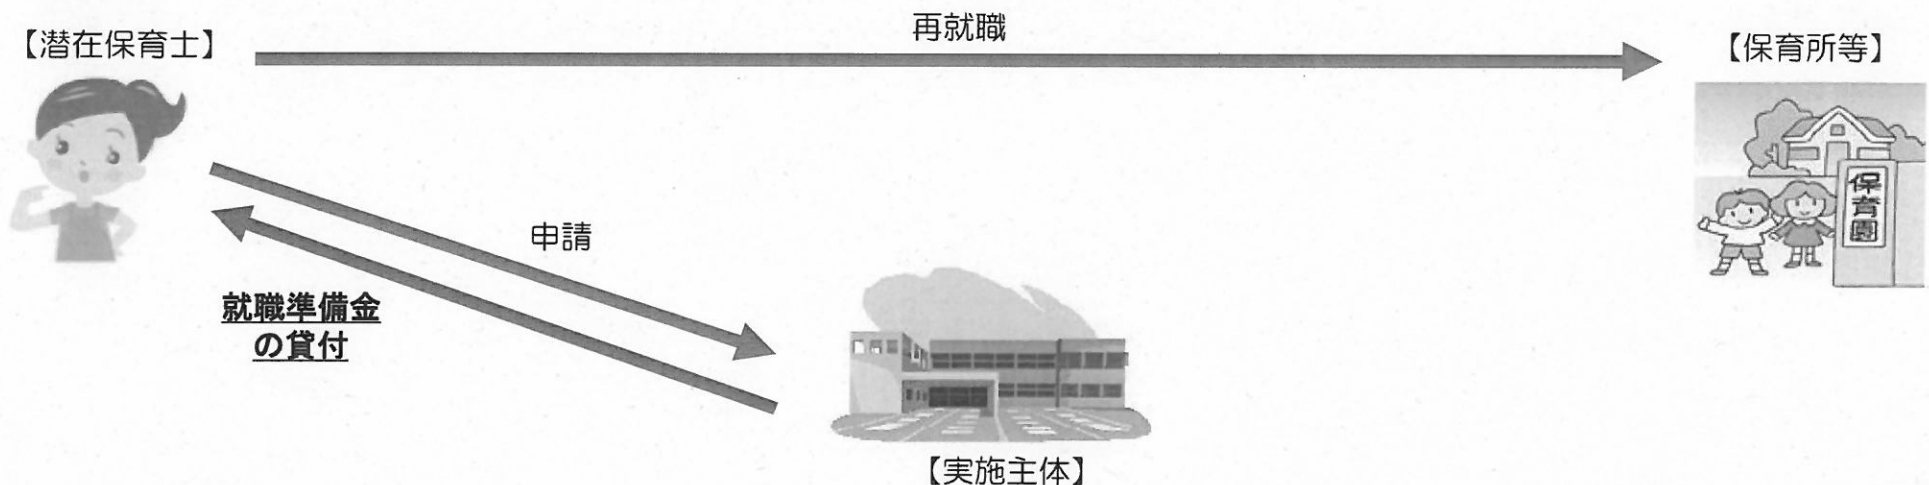 再就職
【潜在保育士】
【保育所等】
保育園
申請
就職準備金
の貸付
【実施主体】